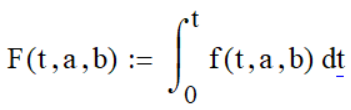 F(t,a,b) := ∫₀ᵗ f(t,a,b) dt